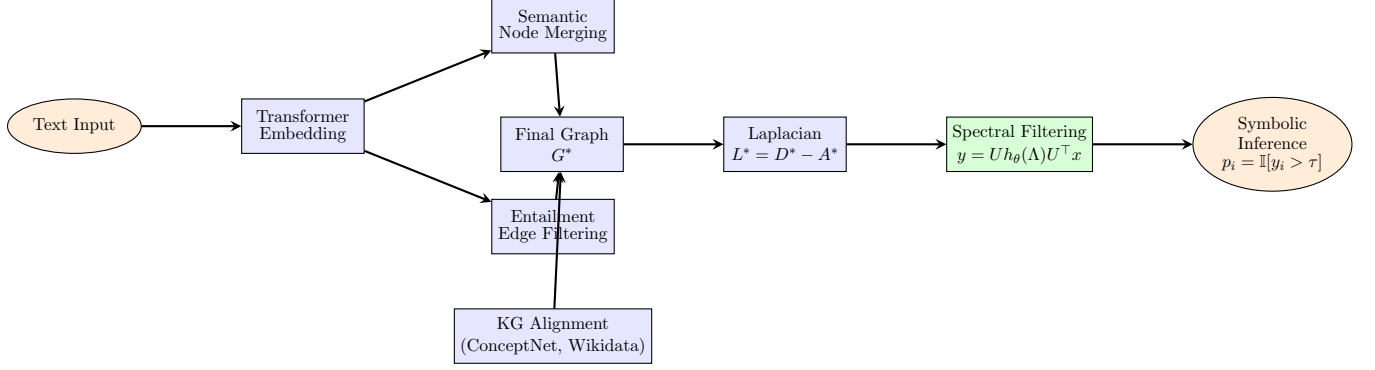 Text Input
Transformer
Embedding
Semantic
Node Merging
Final Graph
G*
Entailment
Edge Filtering
KG Alignment
(ConceptNet, Wikidata)
Laplacian
L* = D* − A*
Spectral Filtering
y = Uh_θ(Λ)U^⊤x
Symbolic
Inference
p_i = 𝕀[y_i > τ]